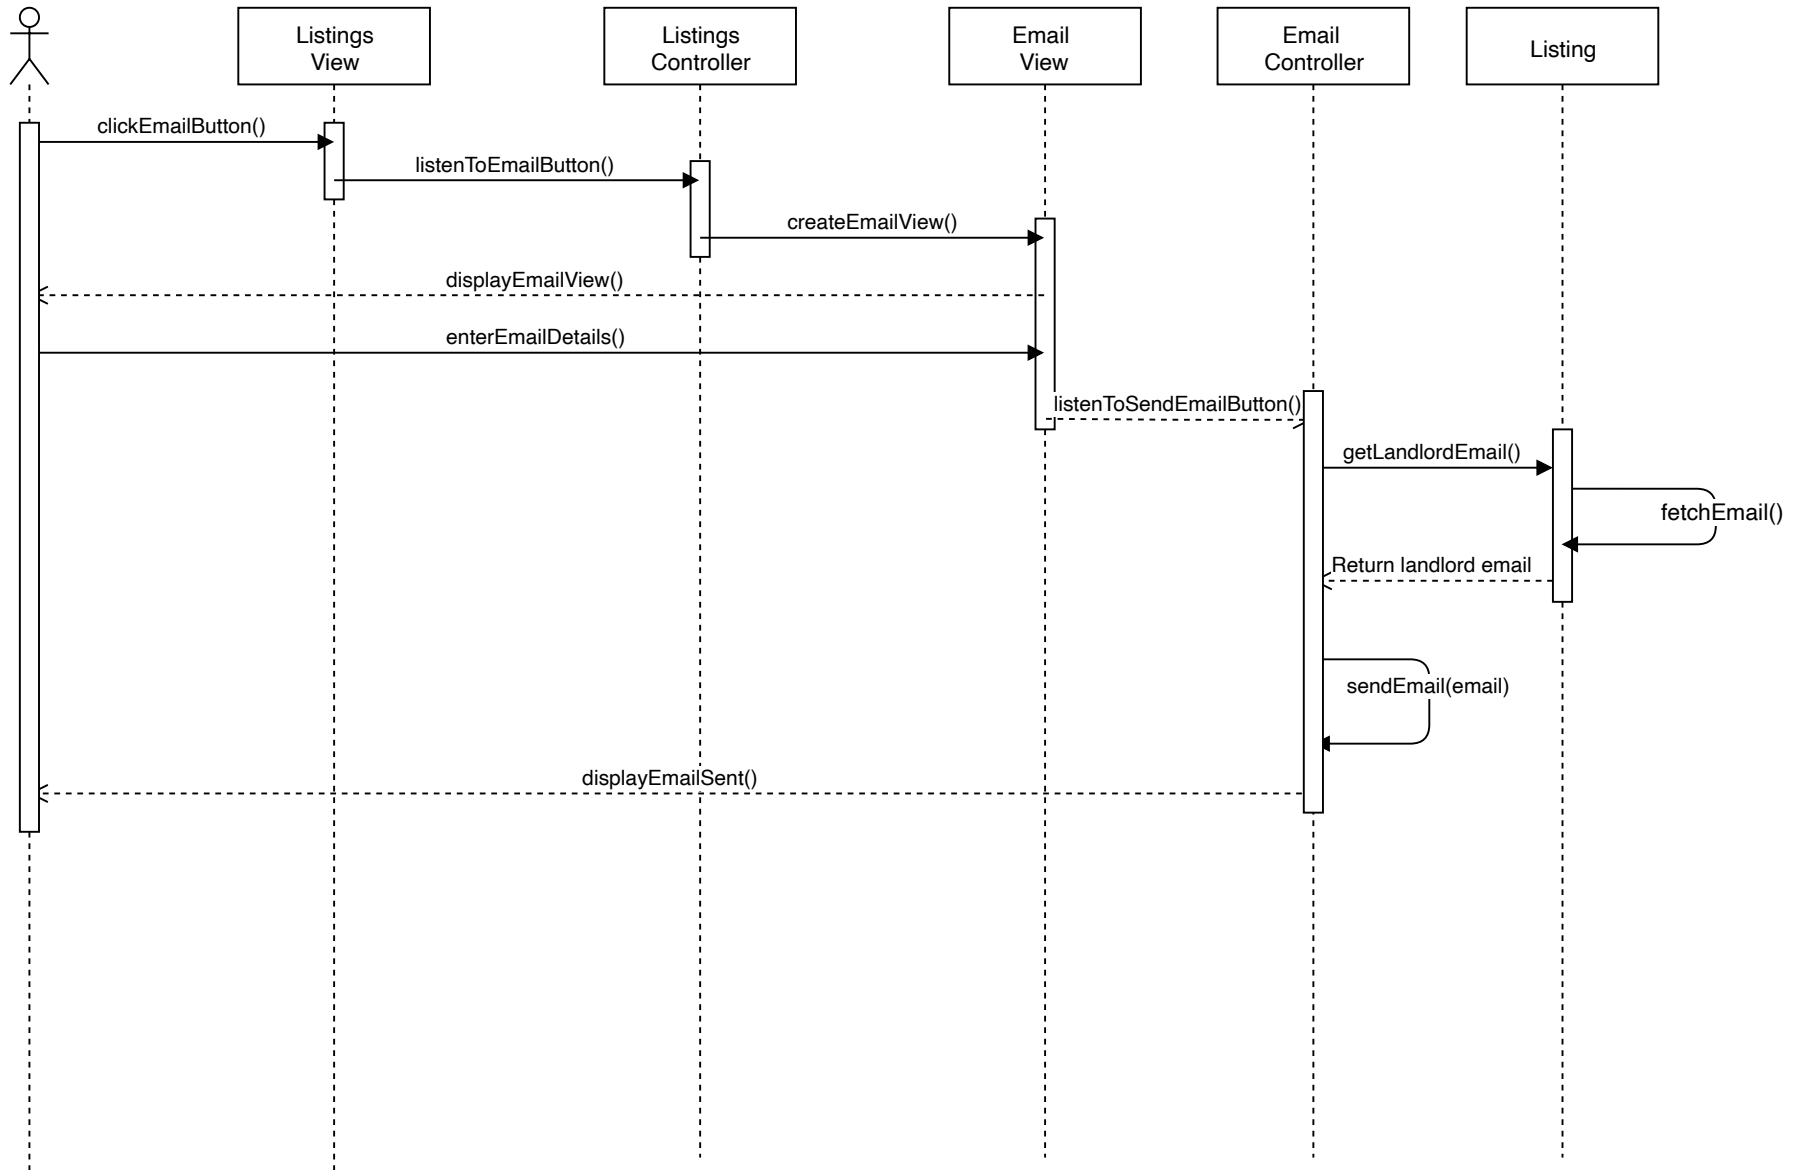 Listings
View
Listings
Controller
Email
View
Email
Controller
Listing
clickEmailButton()
listenToEmailButton()
createEmailView()
displayEmailView()
enterEmailDetails()
listenToSendEmailButton()
getLandlordEmail()
fetchEmail()
Return landlord email
sendEmail(email)
displayEmailSent()